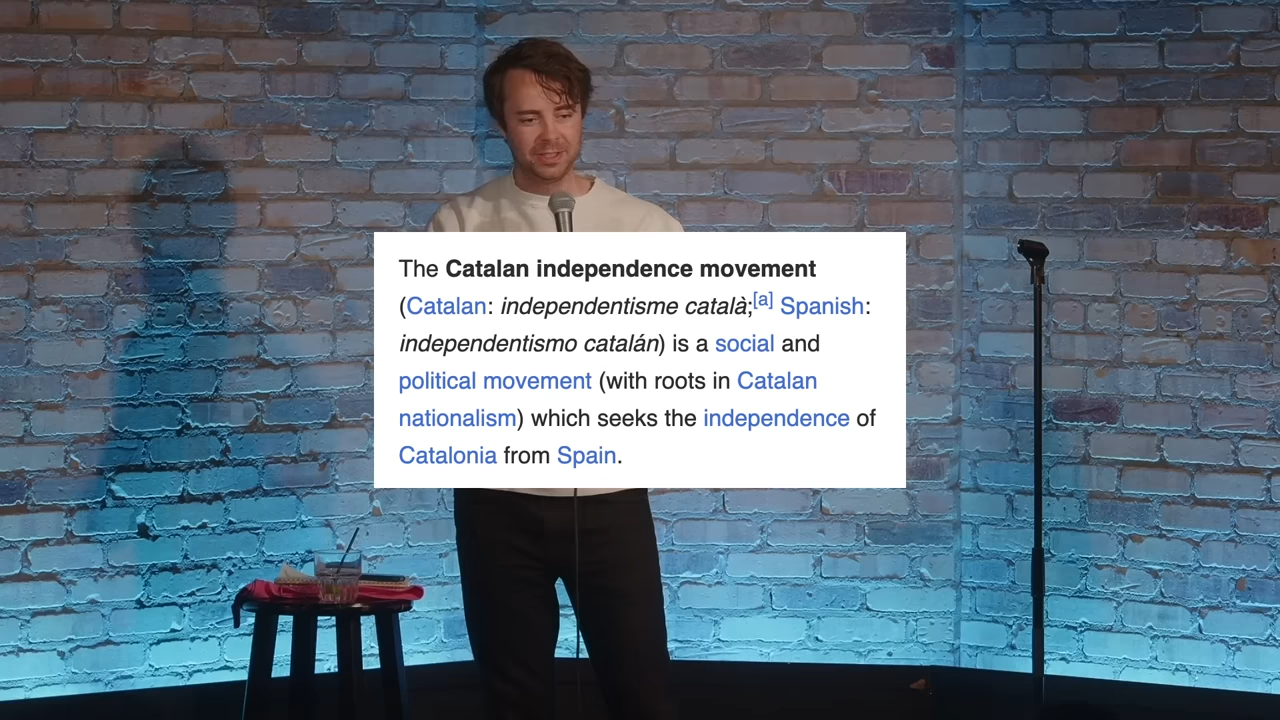 The Catalan independence movement
(Catalan: independentisme català;[a] Spanish:
independentismo catalán) is a social and
political movement (with roots in Catalan
nationalism) which seeks the independence of
Catalonia from Spain.